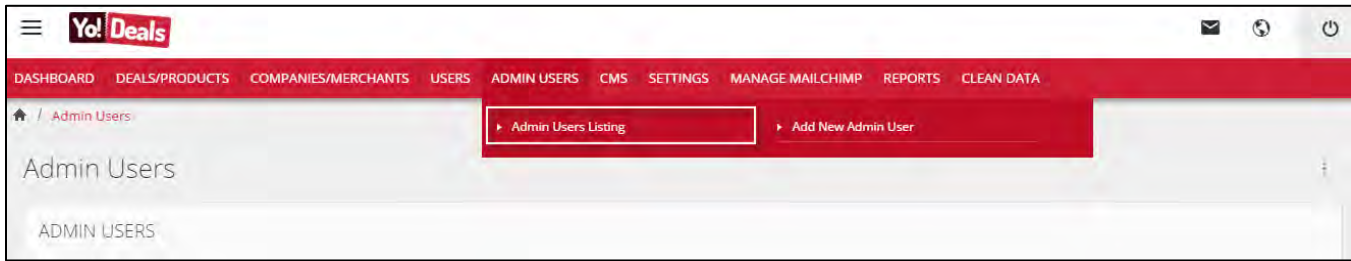 Yo! Deals
DASHBOARD DEALS/PRODUCTS COMPANIES/MERCHANTS USERS ADMIN USERS CMS SETTINGS MANAGE MAILCHIMP REPORTS CLEAN DATA
/ Admin Users
Admin Users Listing Add New Admin User
Admin Users
ADMIN USERS